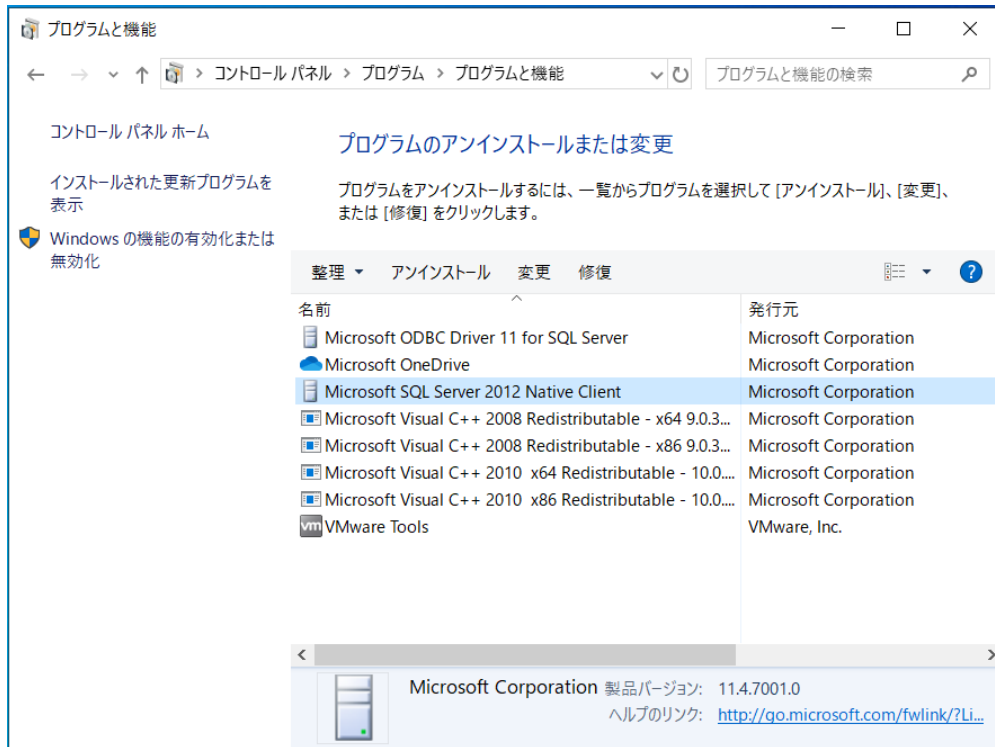 プログラムと機能
コントロール パネル > プログラム > プログラムと機能
プログラムと機能の検索
コントロール パネル ホーム
インストールされた更新プログラムを
表示
Windows の機能の有効化または
無効化
プログラムのアンインストールまたは変更
プログラムをアンインストールするには、一覧からプログラムを選択して [アンインストール]、[変更]、
または [修復] をクリックします。
整理 アンインストール 変更 修復
名前 発行元
Microsoft ODBC Driver 11 for SQL Server Microsoft Corporation
Microsoft OneDrive Microsoft Corporation
Microsoft SQL Server 2012 Native Client Microsoft Corporation
Microsoft Visual C++ 2008 Redistributable - x64 9.0.3... Microsoft Corporation
Microsoft Visual C++ 2008 Redistributable - x86 9.0.3... Microsoft Corporation
Microsoft Visual C++ 2010 x64 Redistributable - 10.0.... Microsoft Corporation
Microsoft Visual C++ 2010 x86 Redistributable - 10.0.... Microsoft Corporation
vm VMware Tools VMware, Inc.
Microsoft Corporation 製品バージョン: 11.4.7001.0
ヘルプのリンク: http://go.microsoft.com/fwlink/?Li...